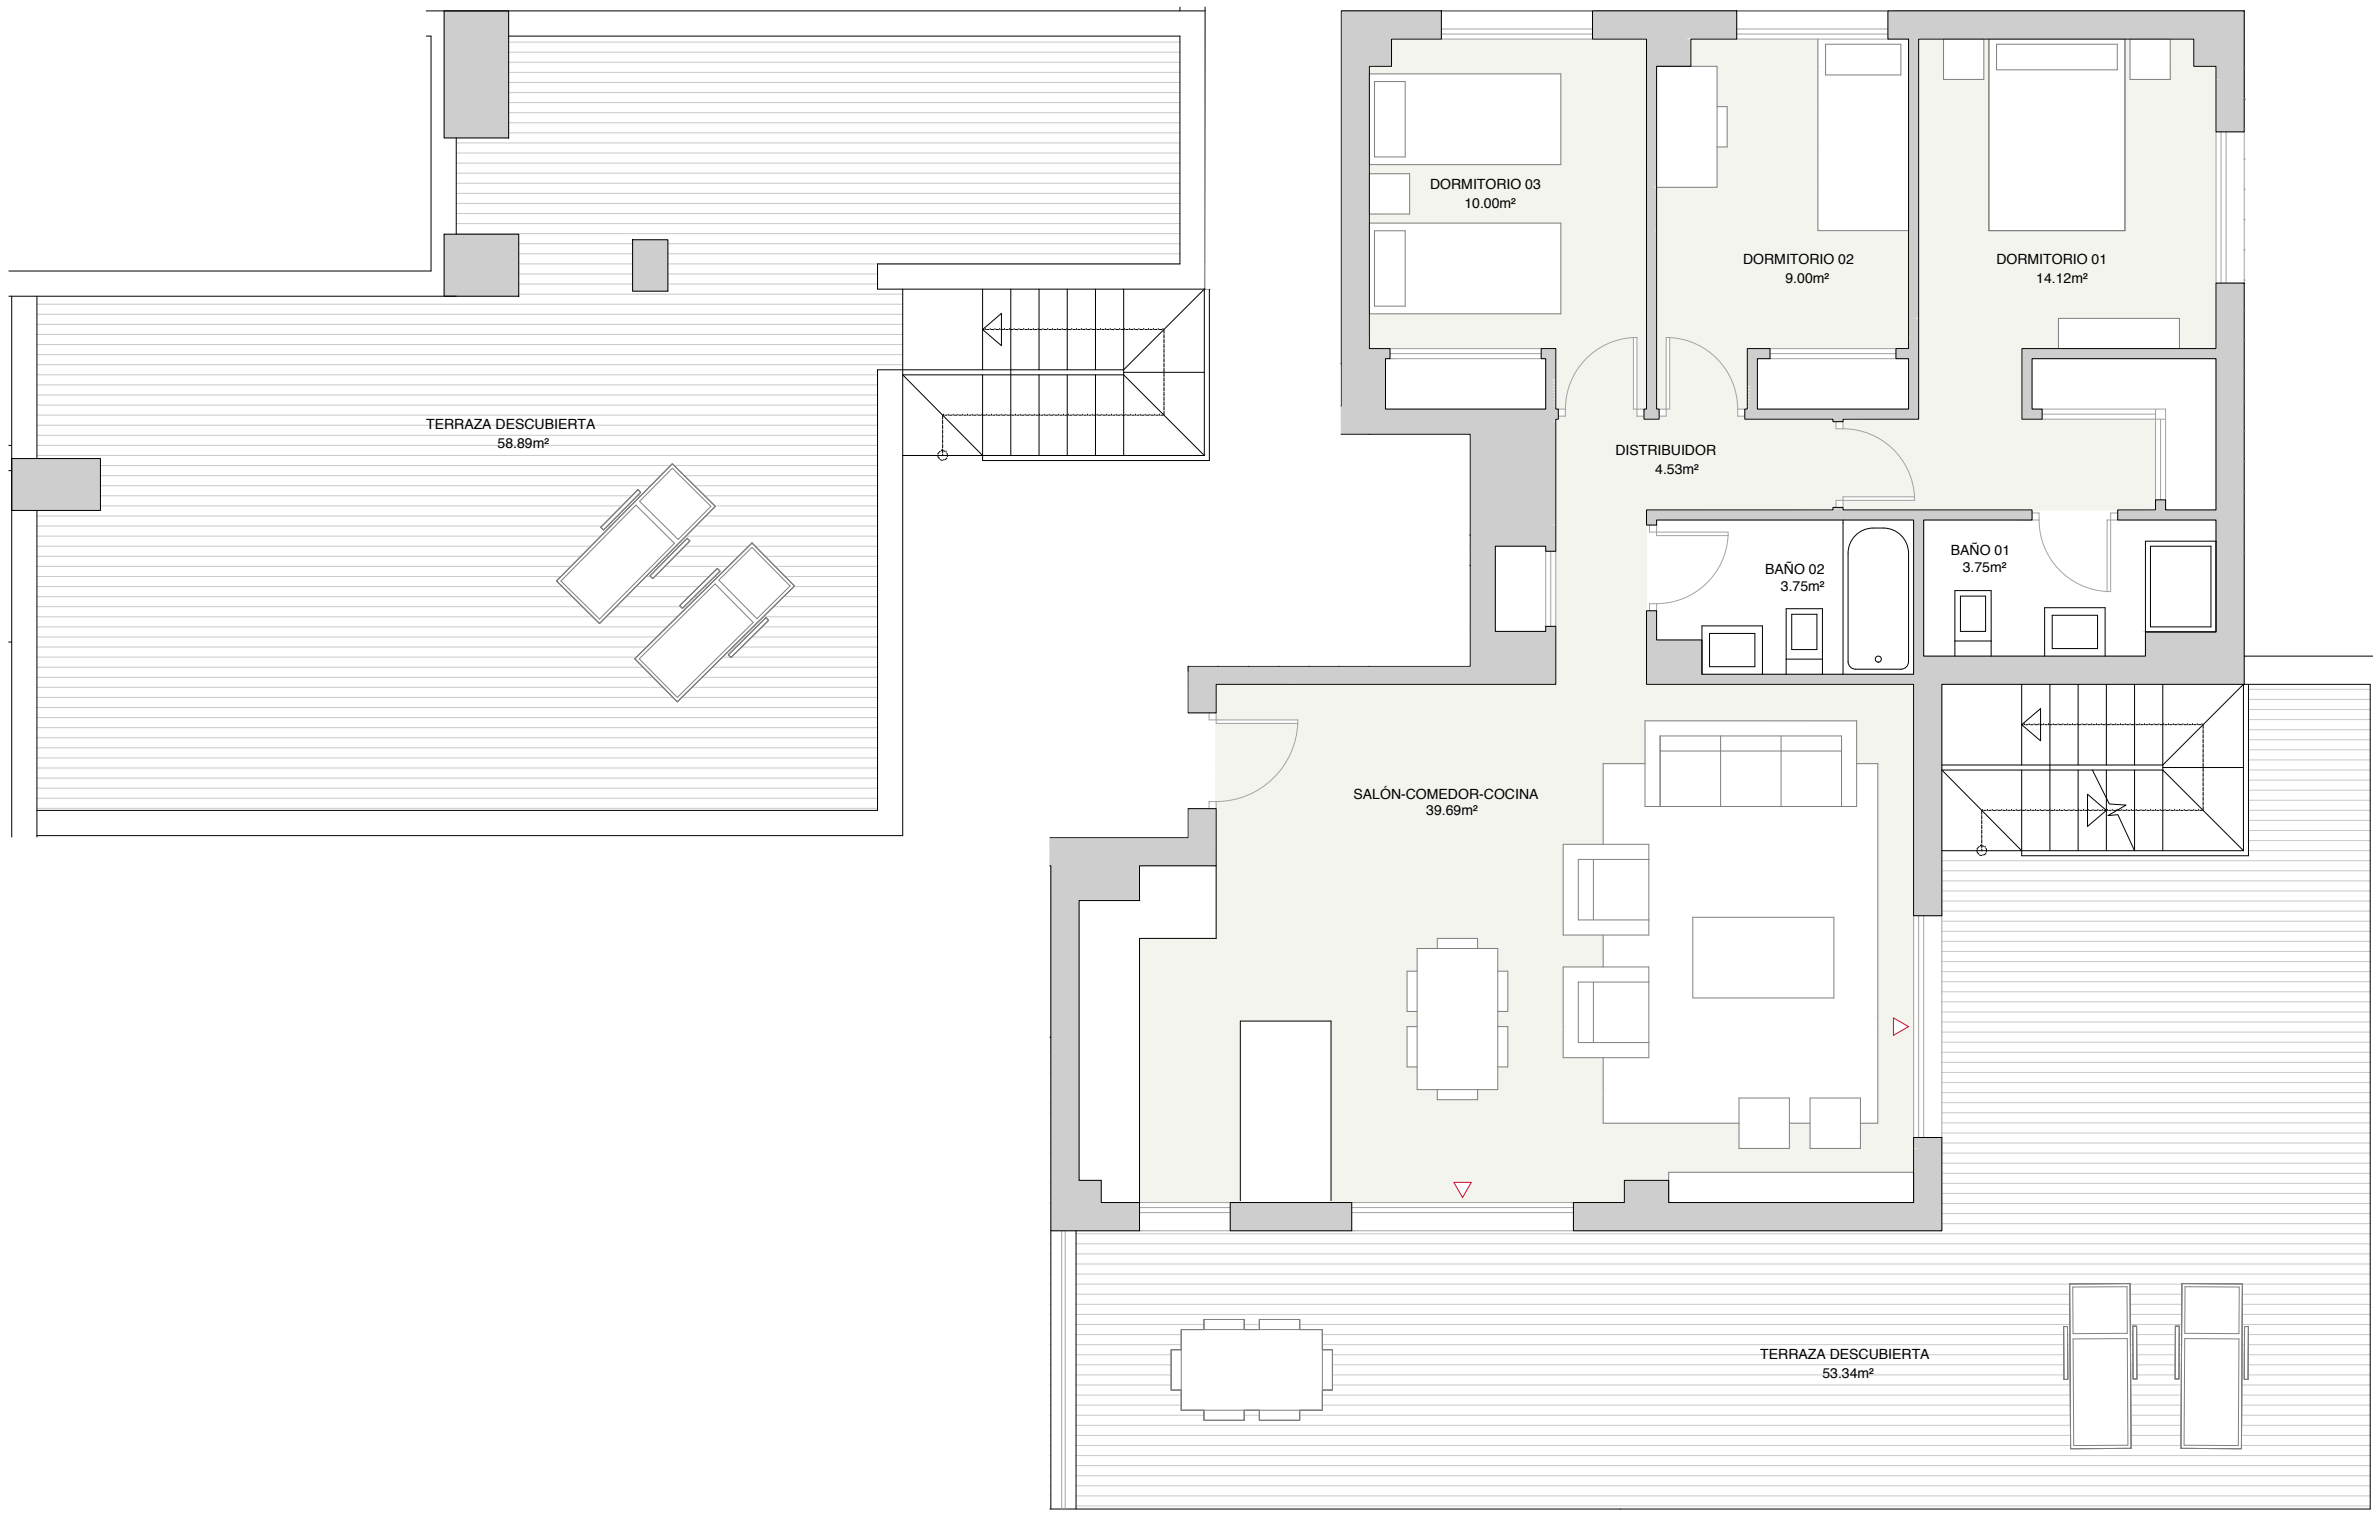 DORMITORIO 03
10.00m²
DORMITORIO 02
9.00m²
DORMITORIO 01
14.12m²
TERRAZA DESCUBIERTA
58.89m²
DISTRIBUIDOR
4.53m²
BAÑO 02
3.75m²
BAÑO 01
3.75m²
SALÓN-COMEDOR-COCINA
39.69m²
TERRAZA DESCUBIERTA
53.34m²